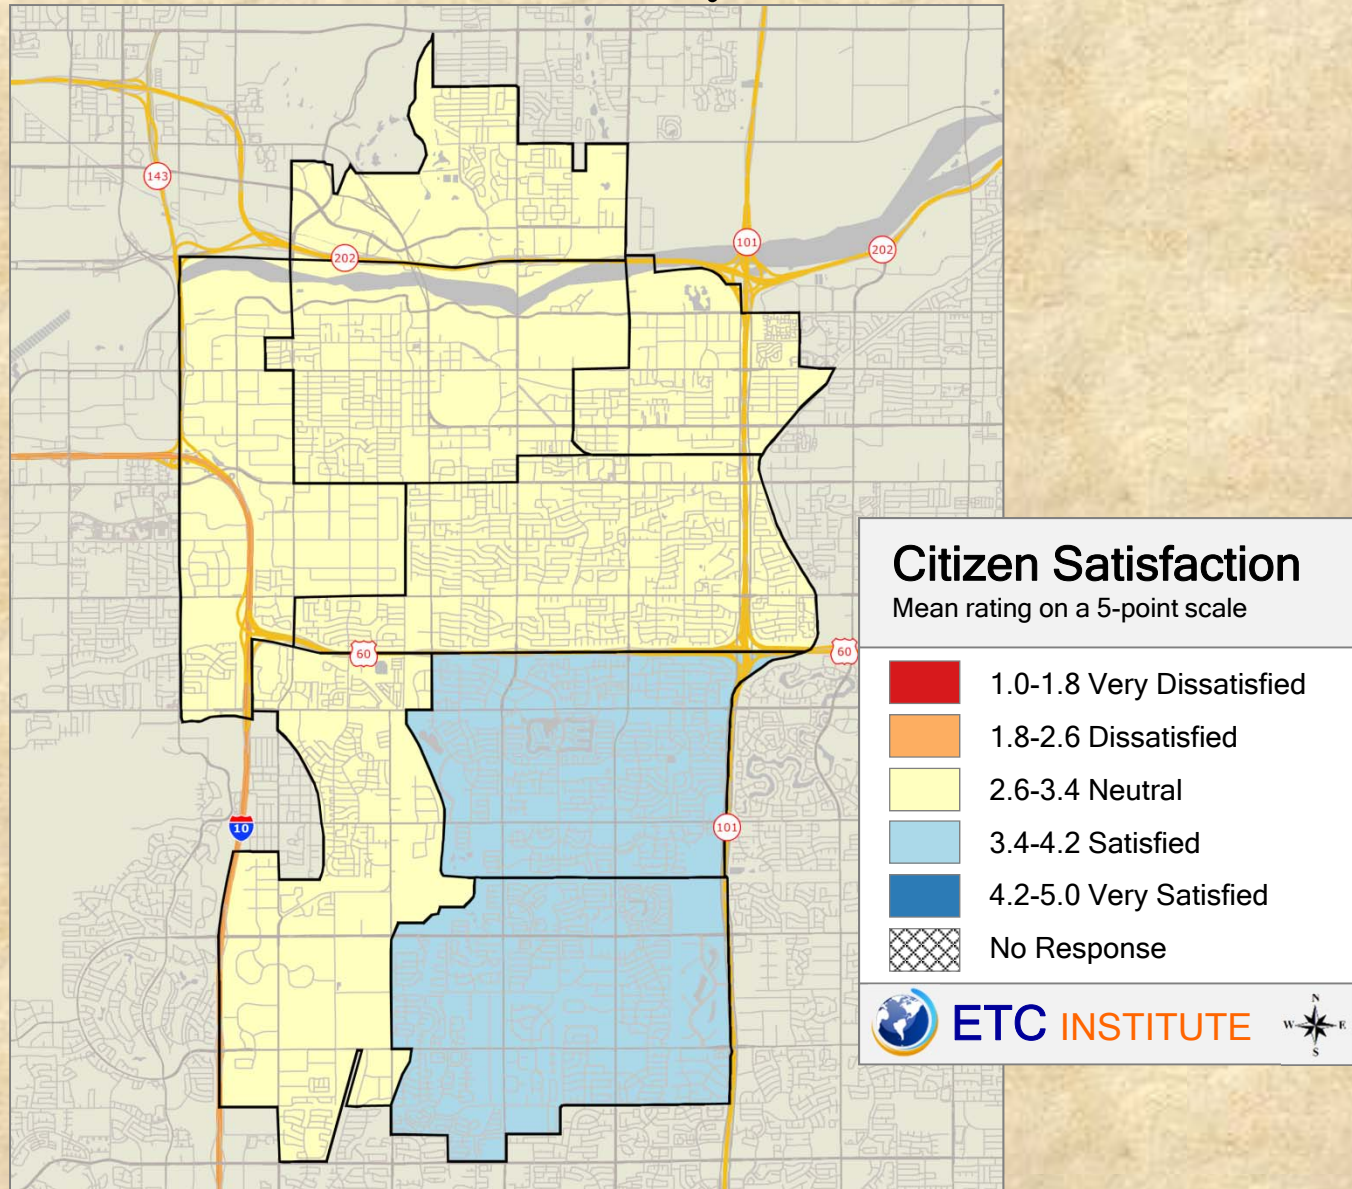 143
202
101
202
60
60
10
101
Citizen Satisfaction
Mean rating on a 5-point scale
1.0-1.8 Very Dissatisfied
1.8-2.6 Dissatisfied
2.6-3.4 Neutral
3.4-4.2 Satisfied
4.2-5.0 Very Satisfied
No Response
ETC INSTITUTE
N
W E
S